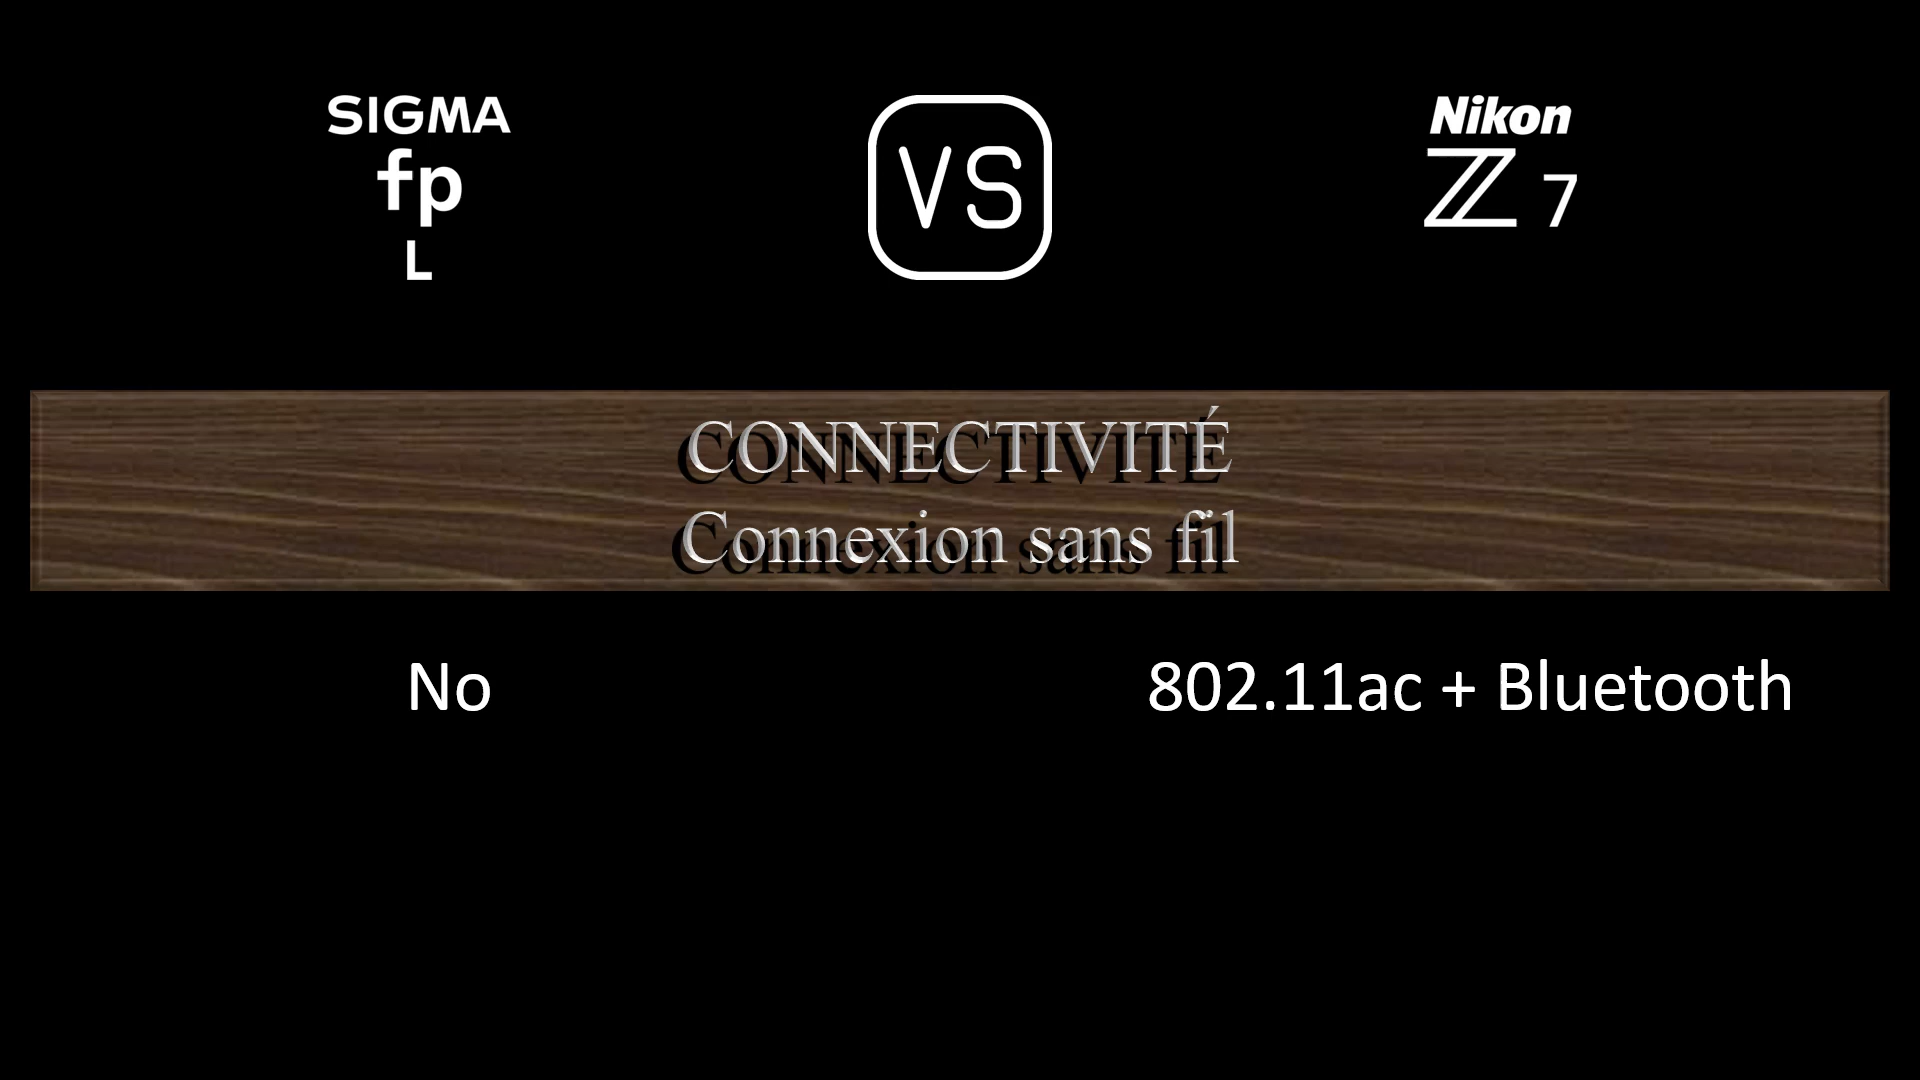 SIGMA
fp
L
VS
Nikon
Z 7
CONNECTIVITÉ
Connexion sans fil
No
802.11ac + Bluetooth